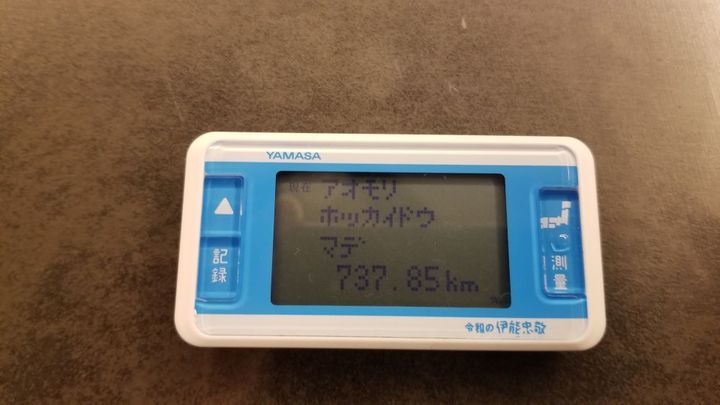 YAMASA
現在 アオモリ
ホッカイドウ
マデ
737.85km
▲
記録
測量
令和の伊能忠敬